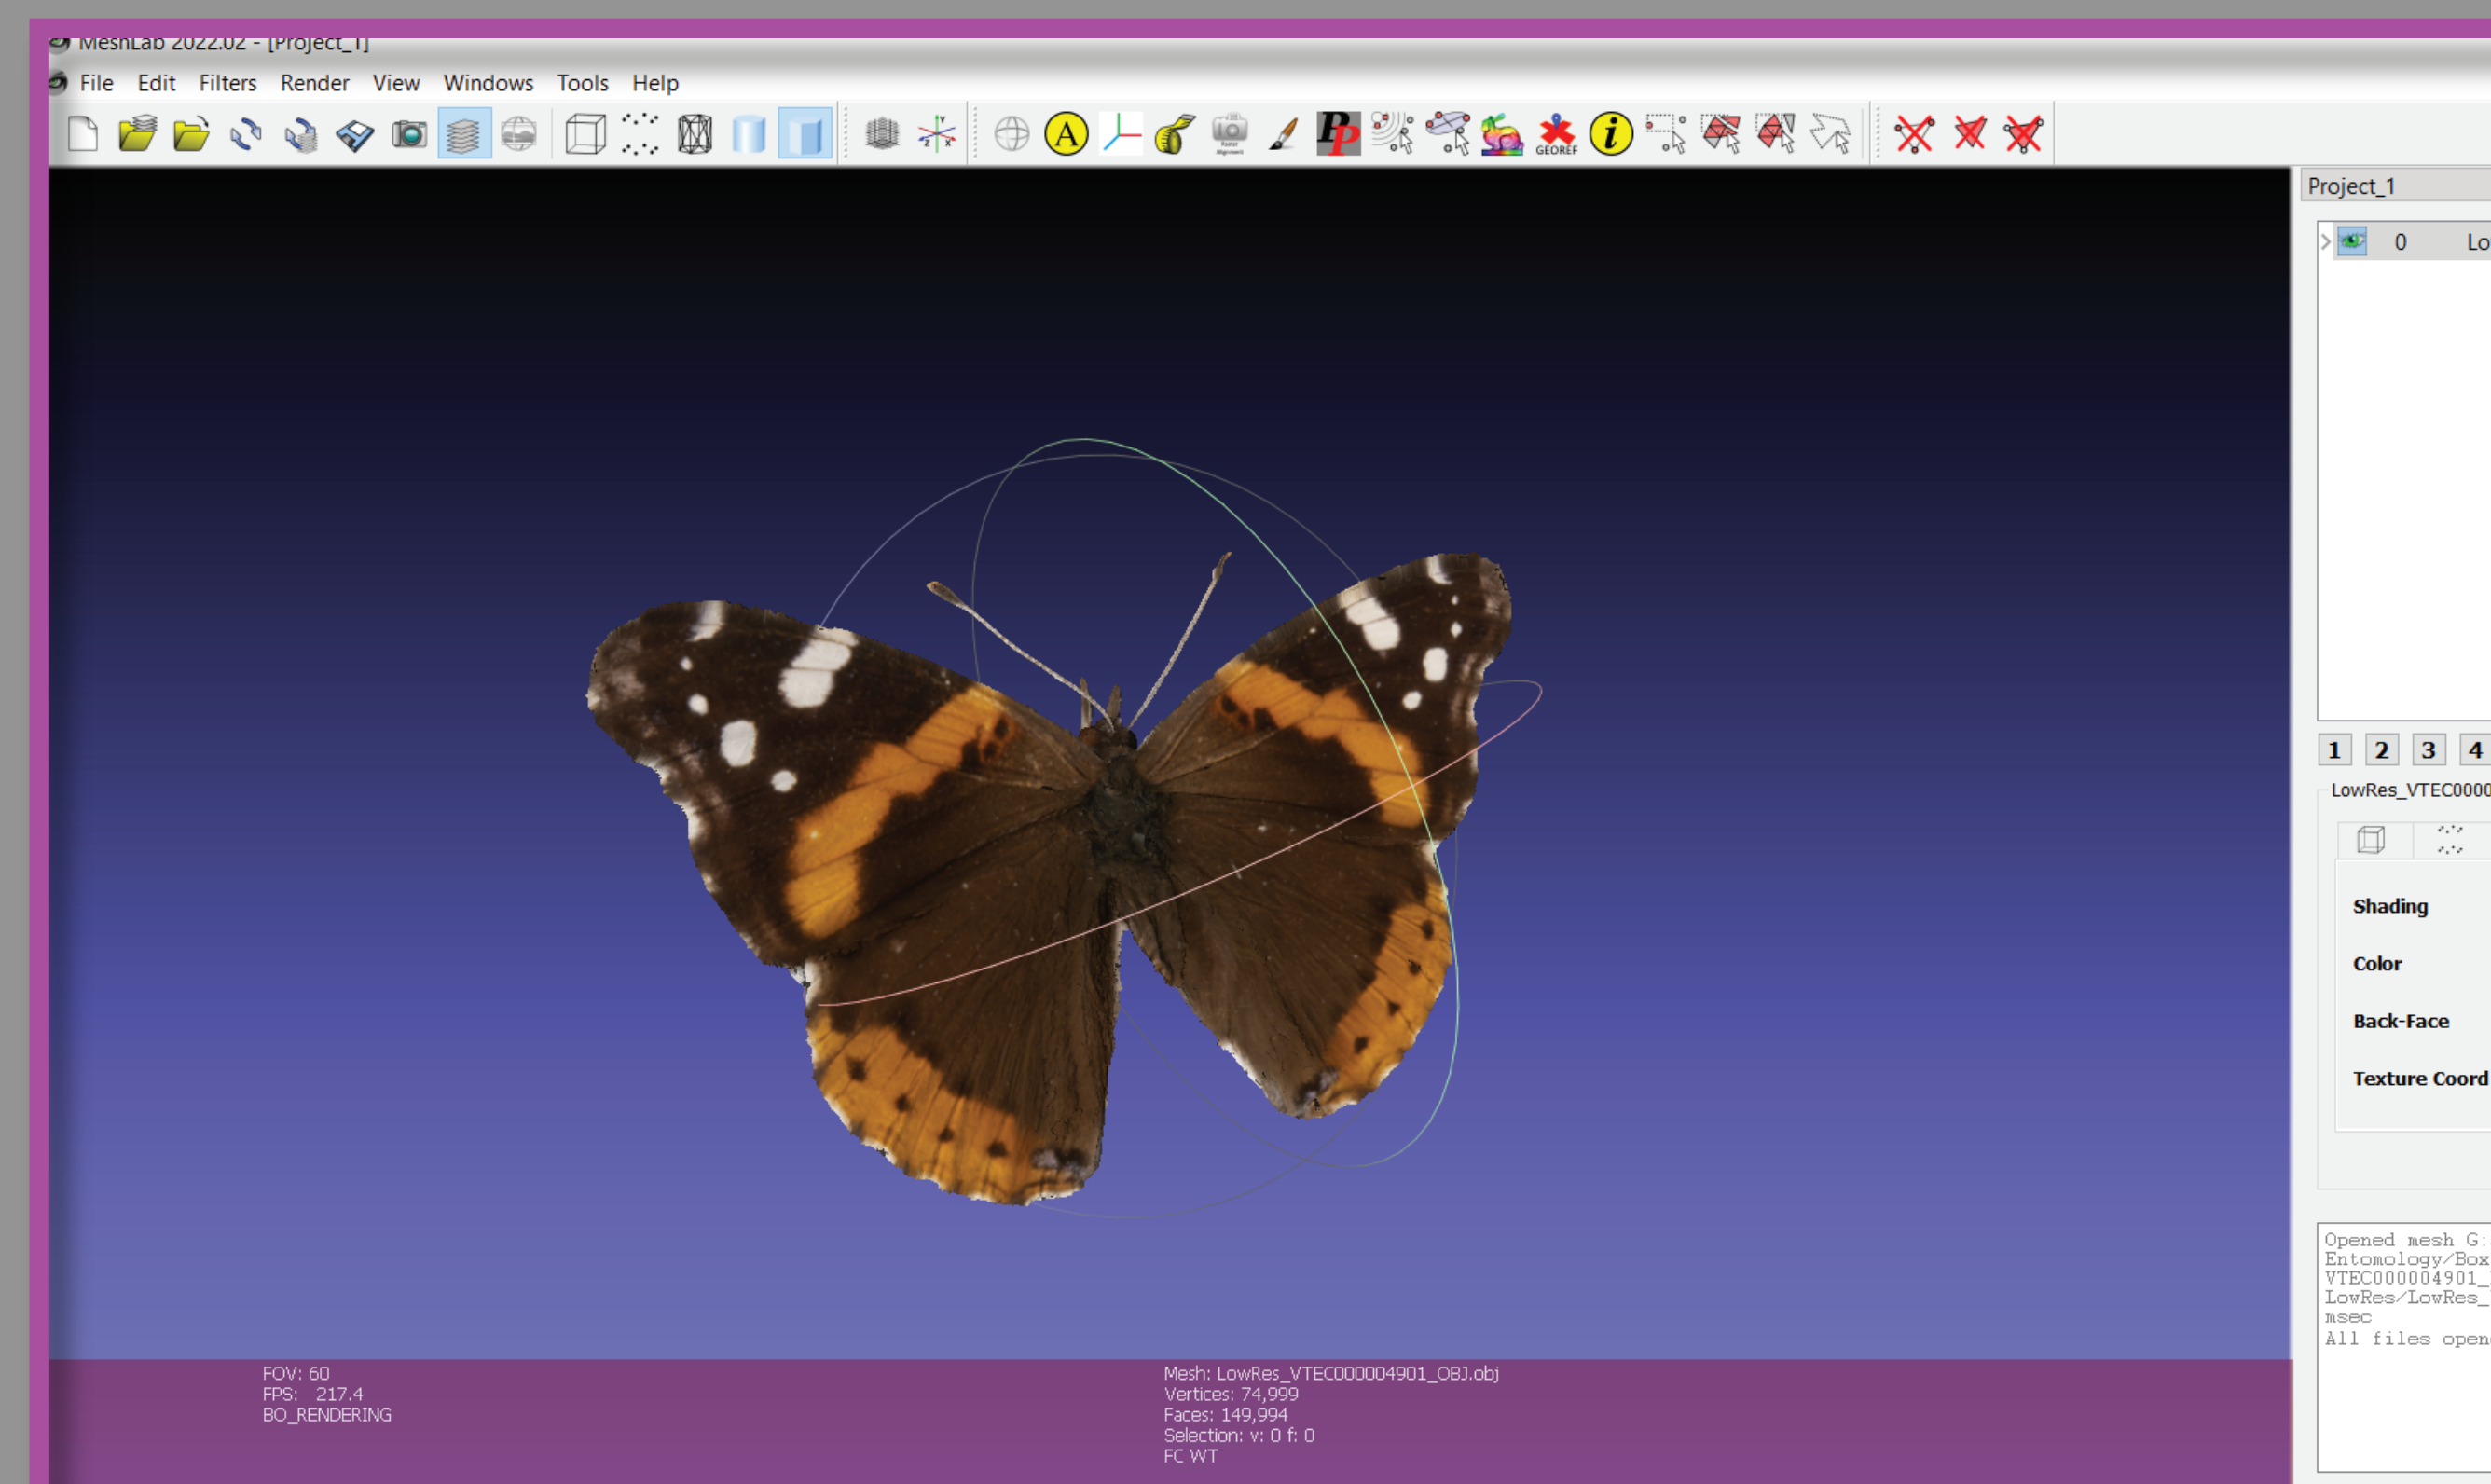 MeshLab 2022.02 - [Project_1]
File Edit Filters Render View Windows Tools Help
A
PP
GEOREF
i
Project_1
0 Lo
1 2 3 4
LowRes_VTEC0000
Shading
Color
Back-Face
Texture Coord
Opened mesh G:
Entomology/Box
VTEC000004901_
LowRes/LowRes_
msec
All files open
FOV: 60
FPS: 217.4
BO_RENDERING
Mesh: LowRes_VTEC000004901_OBJ.obj
Vertices: 74,999
Faces: 149,994
Selection: v: 0 f: 0
FC WT